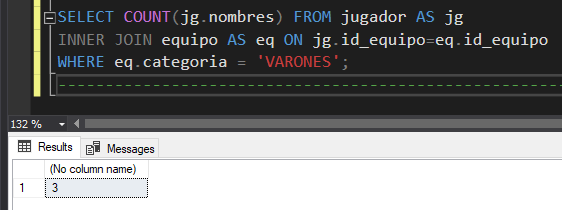 SELECT COUNT(jg.nombres) FROM jugador AS jg
INNER JOIN equipo AS eq ON jg.id_equipo=eq.id_equipo
WHERE eq.categoria = 'VARONES';
--------------------------------------------------------------
132 %
Results Messages
(No column name)
1 3